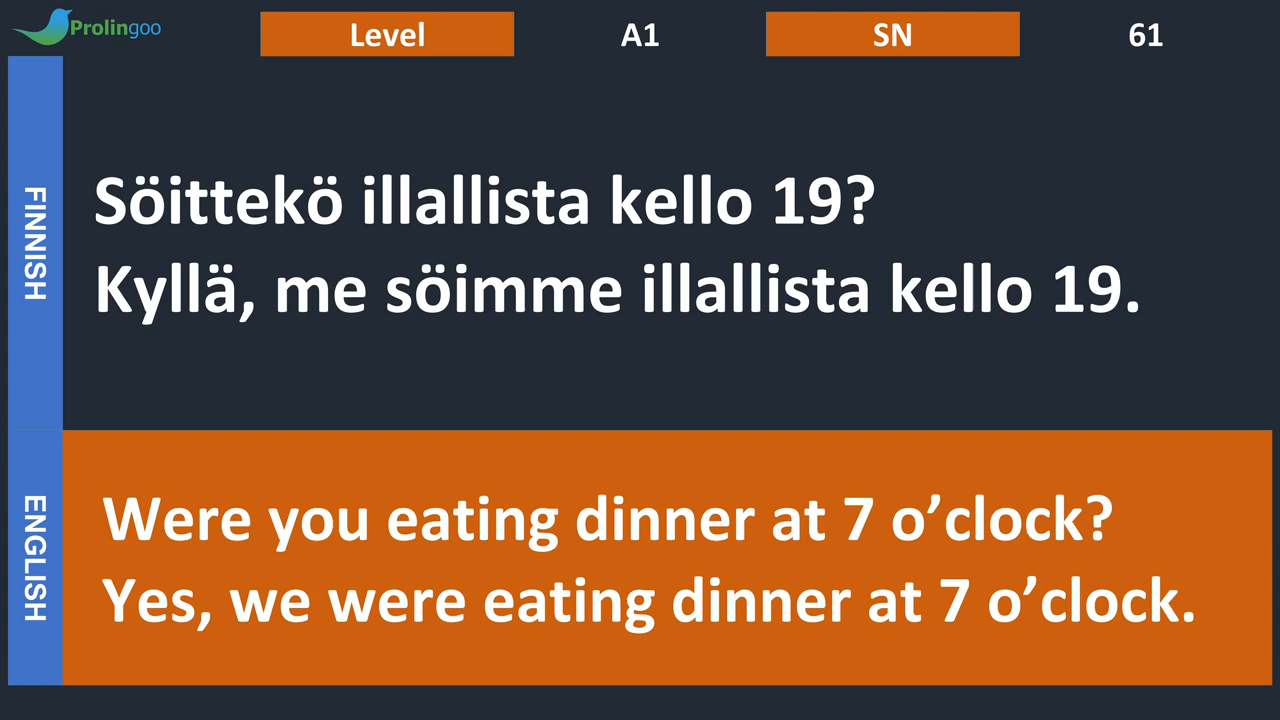 Prolingoo
Level A1 SN 61
FINNISH
Söittekö illallista kello 19?
Kyllä, me söimme illallista kello 19.
ENGLISH
Were you eating dinner at 7 o’clock?
Yes, we were eating dinner at 7 o’clock.